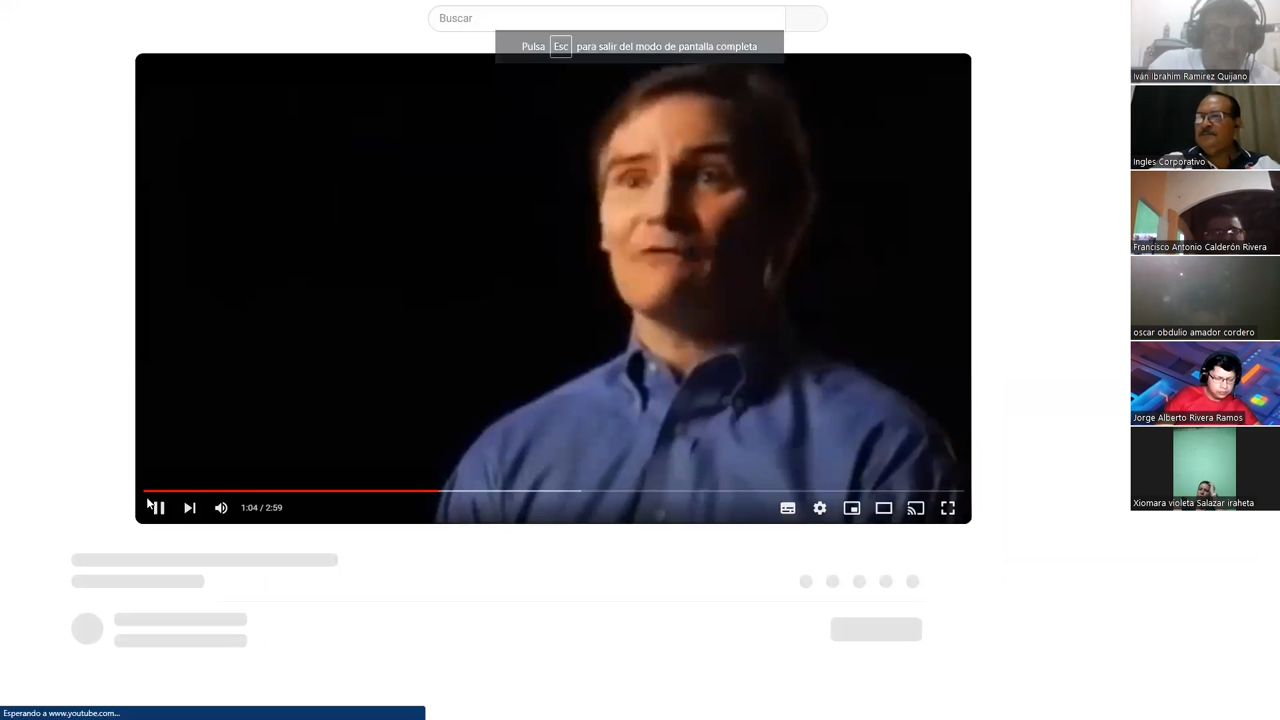 Buscar
Pulsa Esc para salir del modo de pantalla completa
Iván Ibrahim Ramirez Quijano
Ingles Corporativo
Francisco Antonio Calderón Rivera
oscar obdulio amador cordero
Jorge Alberto Rivera Ramos
Xiomara violeta Salazar iraheta
1:04 / 2:59
Esperando a www.youtube.com...